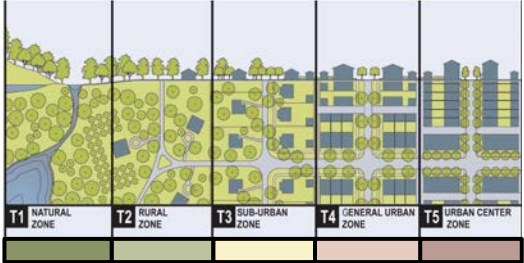 T1 NATURAL
ZONE
T2 RURAL
ZONE
T3 SUB-URBAN
ZONE
T4 GENERAL URBAN
ZONE
T5 URBAN CENTER
ZONE